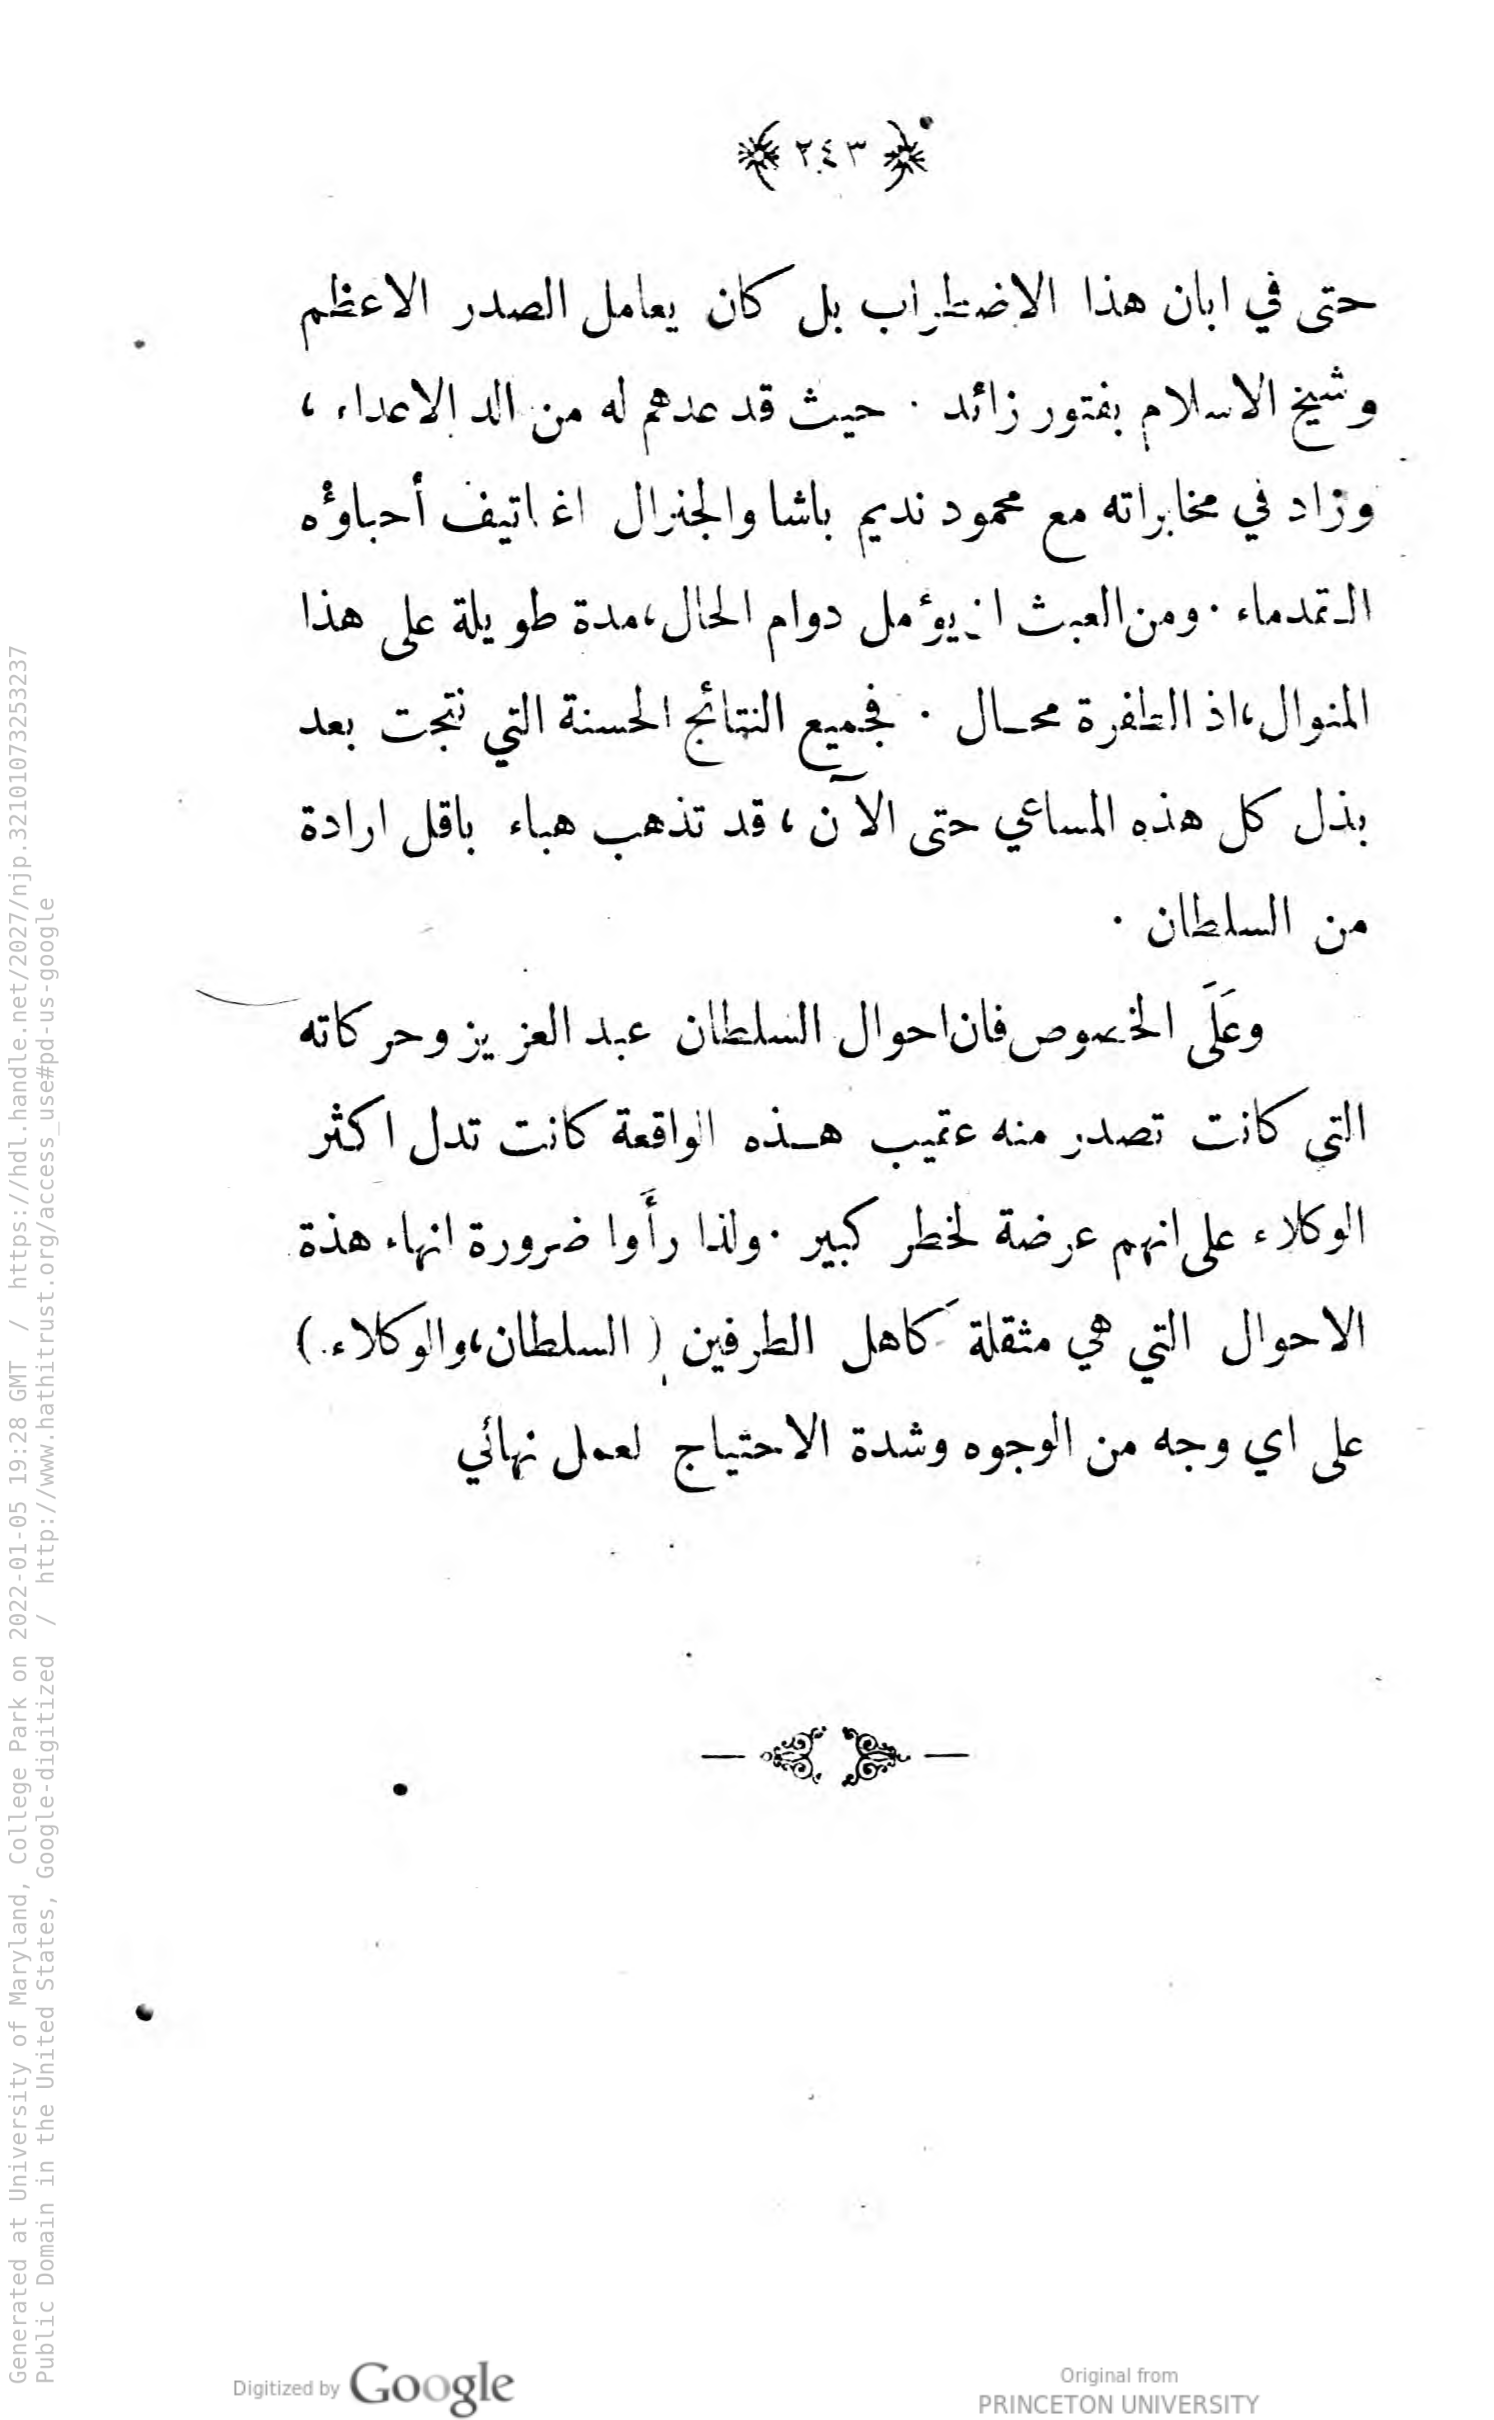 ٢٤٣
حتى في ابان هذا الاضطراب بل كان يعامل الصدر الاعظم
وشيخ الاسلام بفتور زائد · حيث قد عدهم له من الد الاعداء ،
وزاد في مخابراته مع محمود نديم باشا والجنرال اغناتيف أحباؤه
القدماء · ومن العبث ان يؤمل دوام الحال، مدة طويلة على هذا
المنوال، اذ الطفرة محـال · فجميع النتائج الحسنة التي نتجت بعد
بذل كل هذه المساعي حتى الآن ، قد تذهب هباء باقل ارادة
من السلطان ·
وعَلَى الخصوص فان احوال السلطان عبد العزيز وحركاته
التي كانت تصدر منه عقيب هـذه الواقعة كانت تدل اكثر
الوكلاء على انهم عرضة لخطر كبير · ولذا رأَوا ضرورة انهاء هذة
الاحوال التي هي مثقلة كاهل الطرفين ( السلطان، والوكلاء )
على اي وجه من الوجوه وشدة الاحتياج لعمل نهائي
Generated at University of Maryland, College Park on 2022-01-05 19:28 GMT / https://hdl.handle.net/2027/njp.32101073253237
Public Domain in the United States, Google-digitized / http://www.hathitrust.org/access_use#pd-us-google
Digitized by Google
Original from
PRINCETON UNIVERSITY